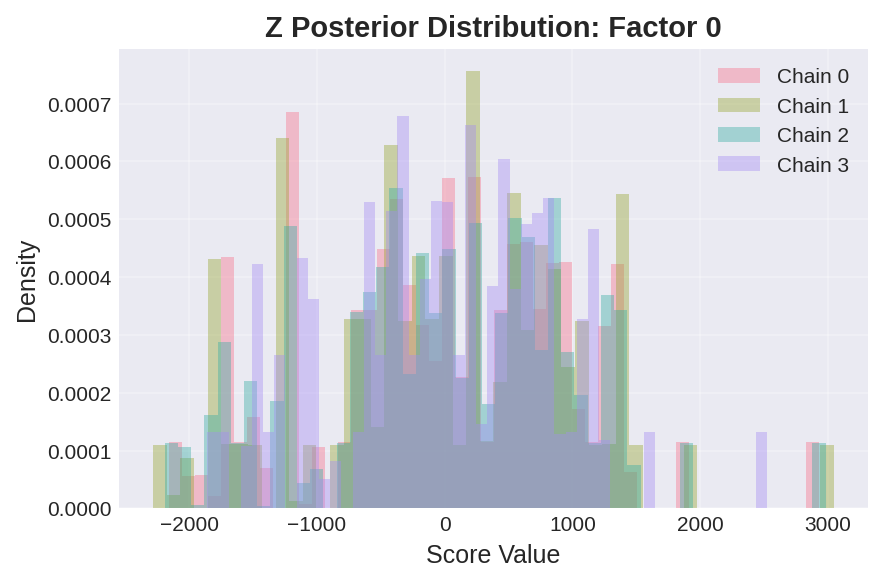 Z Posterior Distribution: Factor 0
Chain 0
Chain 1
Chain 2
Chain 3
0.0007
0.0006
0.0005
0.0004
0.0003
0.0002
0.0001
0.0000
Density
−2000 −1000 0 1000 2000 3000
Score Value